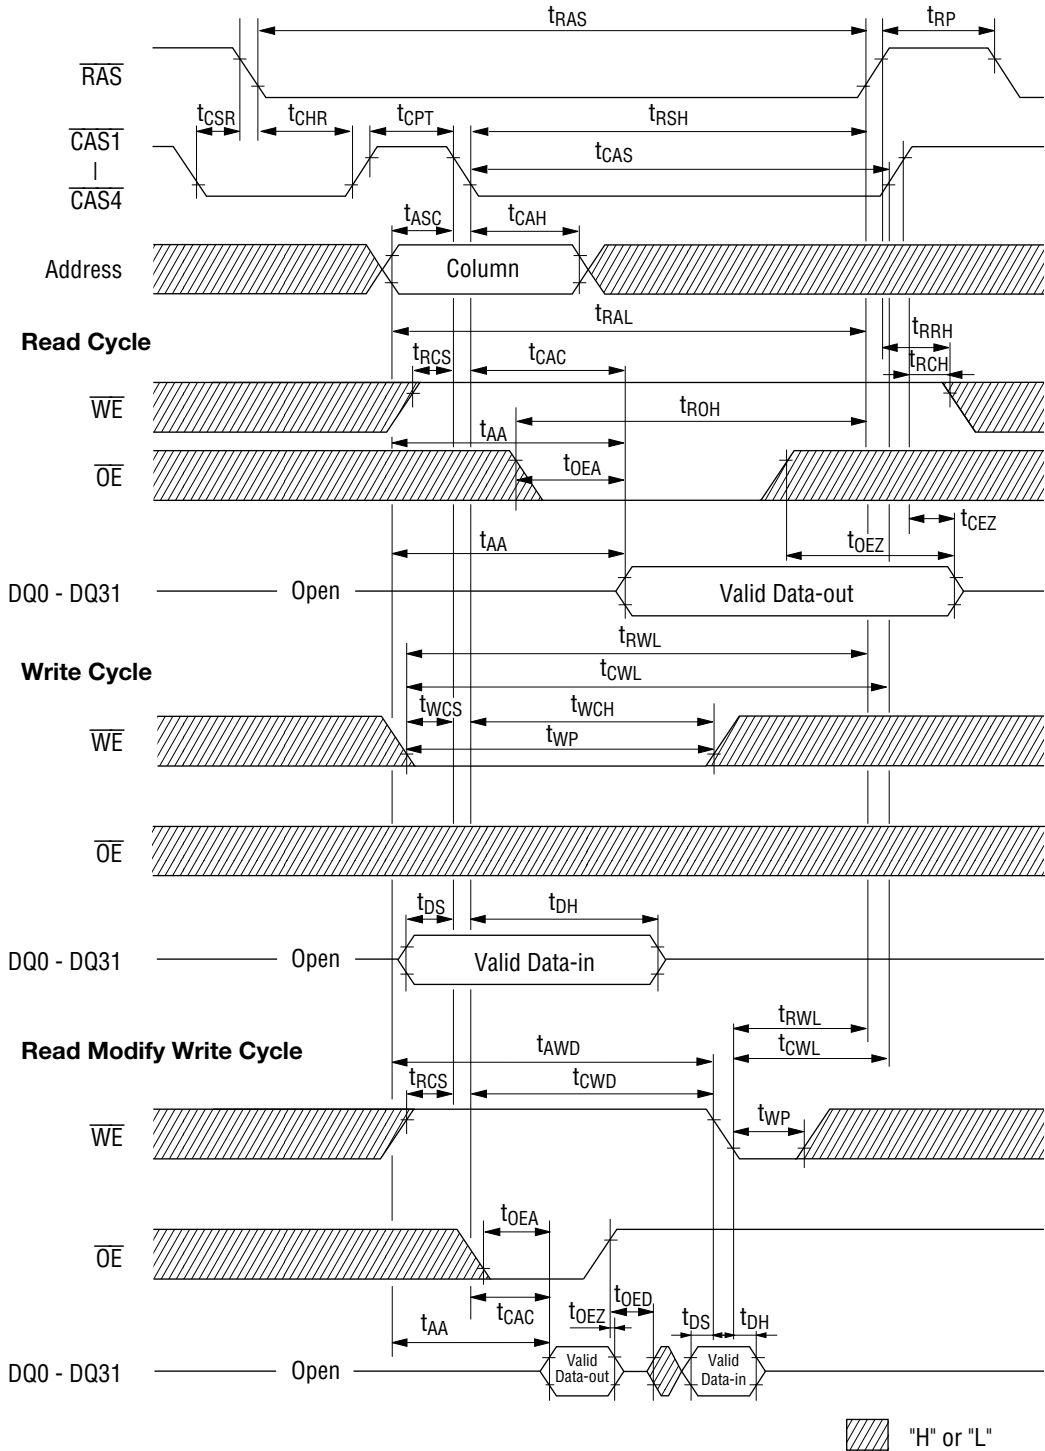 tRAS
tRP
RAS
tCSR
tCHR
tCPT
tRSH
CAS1
tCAS
CAS4
tASC
tCAH
Address
Column
tRAL
Read Cycle
tRRH
tRCS
tCAC
tRCH
WE
tROH
tAA
tOEA
OE
tCEZ
tAA
tOEZ
DQ0 - DQ31
Open
Valid Data-out
tRWL
Write Cycle
tCWL
tWCS
tWCH
WE
tWP
OE
tDS
tDH
DQ0 - DQ31
Open
Valid Data-in
tRWL
Read Modify Write Cycle
tAWD
tCWL
tRCS
tCWD
WE
tWP
tOEA
OE
tCAC
tOED
tAA
tOEZ
tDS
tDH
DQ0 - DQ31
Open
Valid
Data-out
Valid
Data-in
"H" or "L"